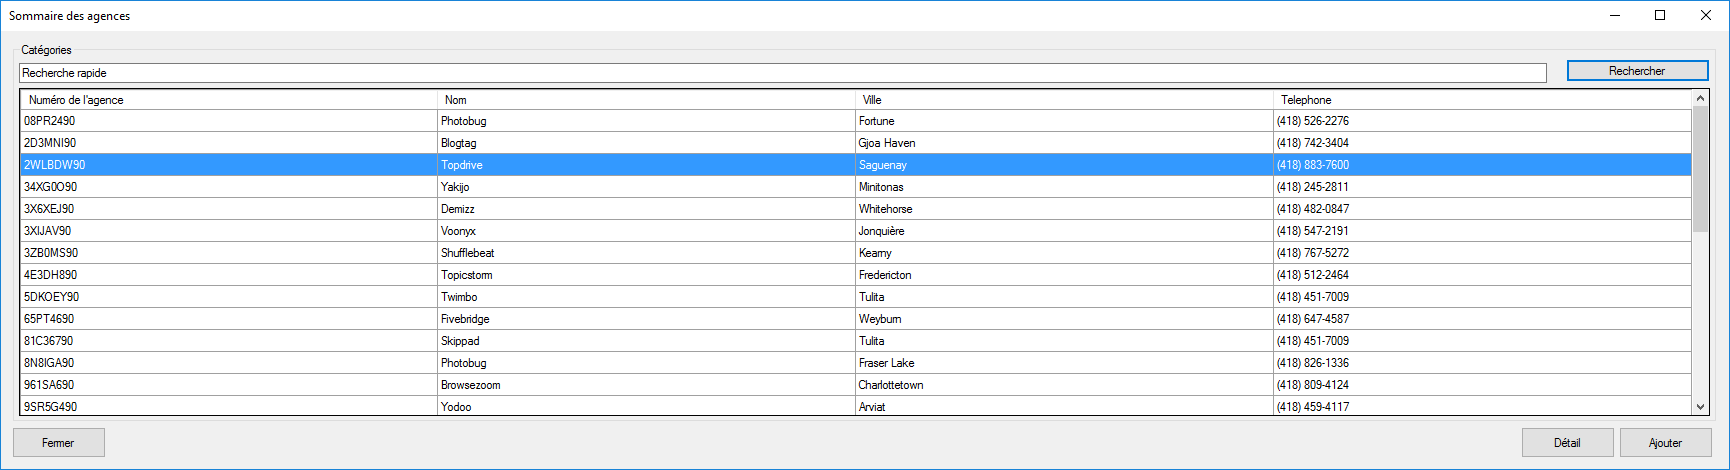 Sommaire des agences
Catégories
Recherche rapide Rechercher
Numéro de l'agence Nom Ville Telephone
08PR2490 Photobug Fortune (418) 526-2276
2D3MNI90 Blogtag Gjoa Haven (418) 742-3404
2WLBDW90 Topdrive Saguenay (418) 883-7600
34XG0O90 Yakijo Minitonas (418) 245-2811
3X6XEJ90 Demizz Whitehorse (418) 482-0847
3XIJAV90 Voonyx Jonquière (418) 547-2191
3ZB0MS90 Shufflebeat Kearny (418) 767-5272
4E3DH890 Topicstorm Fredericton (418) 512-2464
5DKOEY90 Twimbo Tulita (418) 451-7009
65PT4690 Fivebridge Weyburn (418) 647-4587
81C36790 Skippad Tulita (418) 451-7009
8N8IGA90 Photobug Fraser Lake (418) 826-1336
961SA690 Browsezoom Charlottetown (418) 809-4124
9SR5G490 Yodoo Arviat (418) 459-4117
Fermer Détail Ajouter